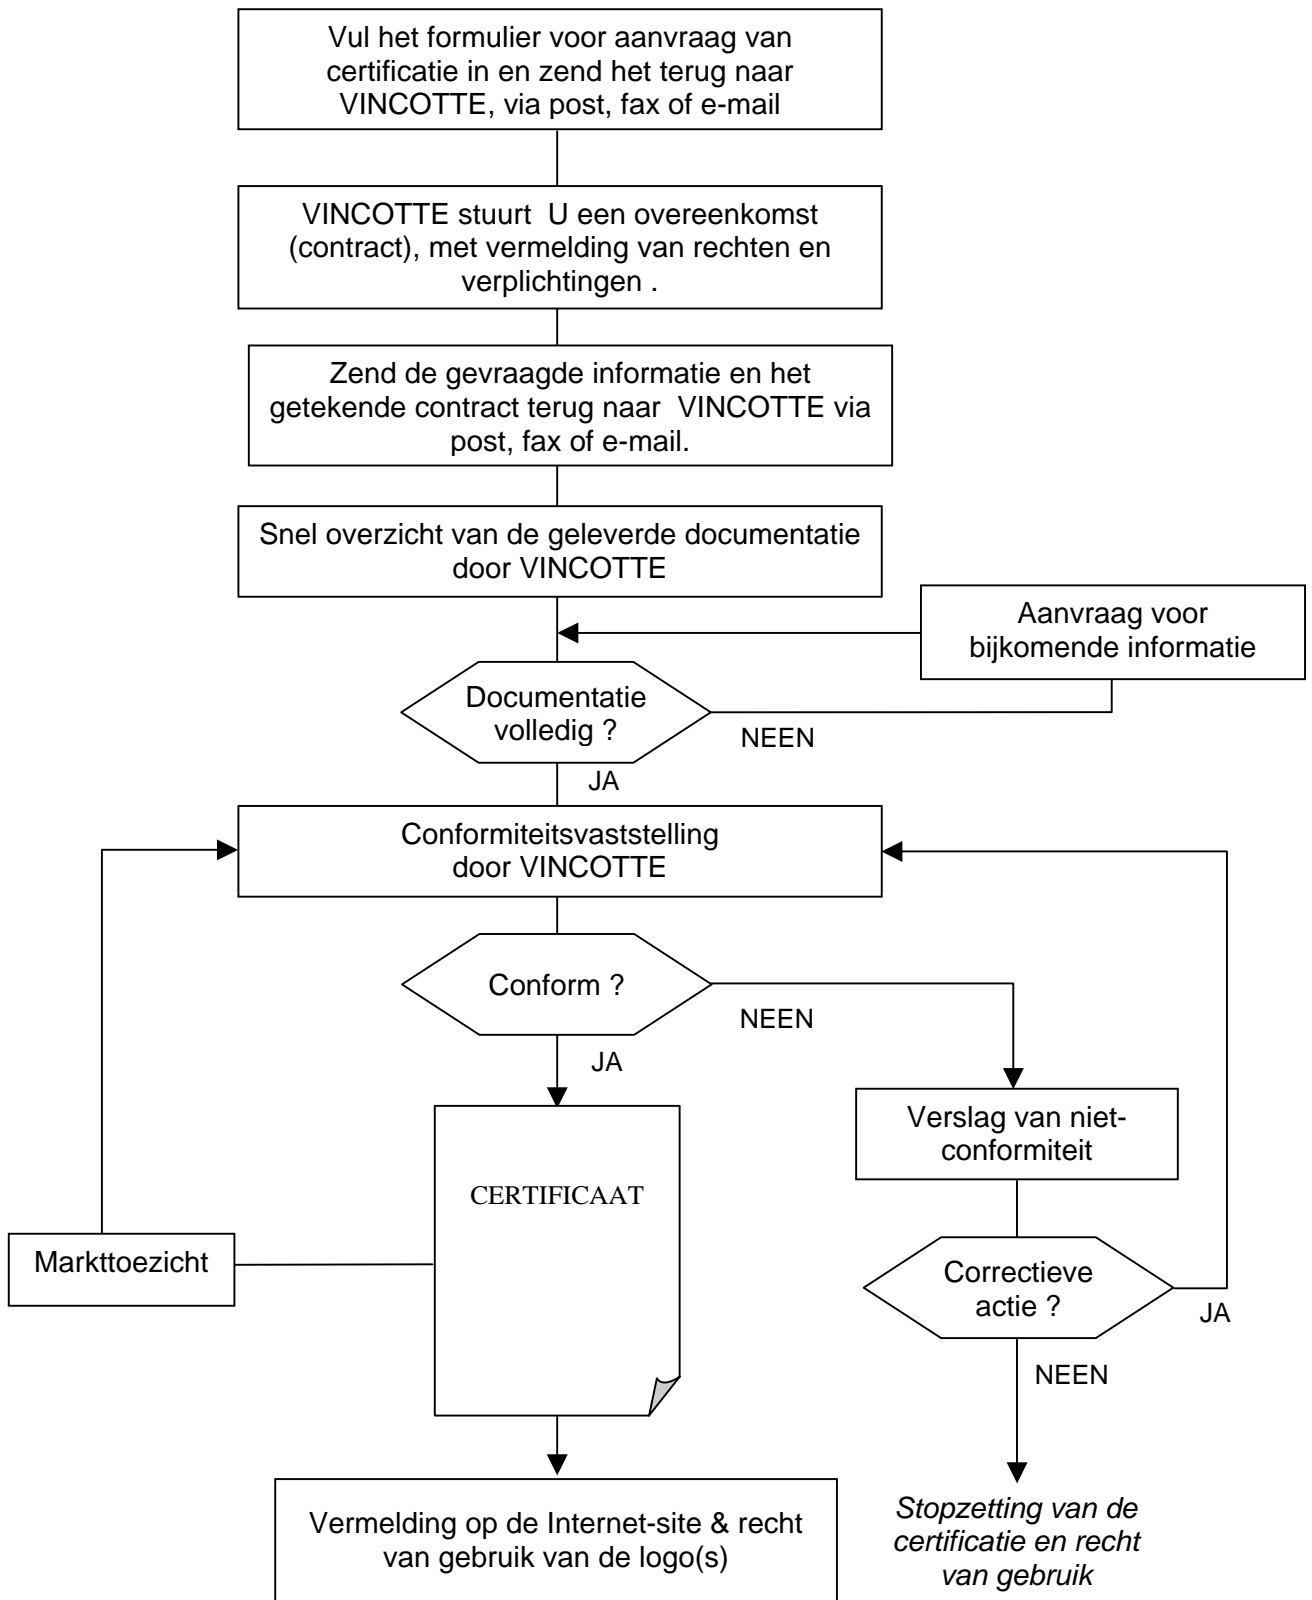 Vul het formulier voor aanvraag van
certificatie in en zend het terug naar
VINCOTTE, via post, fax of e-mail
VINCOTTE stuurt U een overeenkomst
(contract), met vermelding van rechten en
verplichtingen .
Zend de gevraagde informatie en het
getekende contract terug naar VINCOTTE via
post, fax of e-mail.
Snel overzicht van de geleverde documentatie
door VINCOTTE
Aanvraag voor
bijkomende informatie
Documentatie
volledig ?
NEEN
JA
Conformiteitsvaststelling
door VINCOTTE
Conform ?
NEEN
JA
Verslag van niet-
conformiteit
CERTIFICAAT
Markttoezicht
Correctieve
actie ?
JA
NEEN
Vermelding op de Internet-site & recht
van gebruik van de logo(s)
Stopzetting van de
certificatie en recht
van gebruik